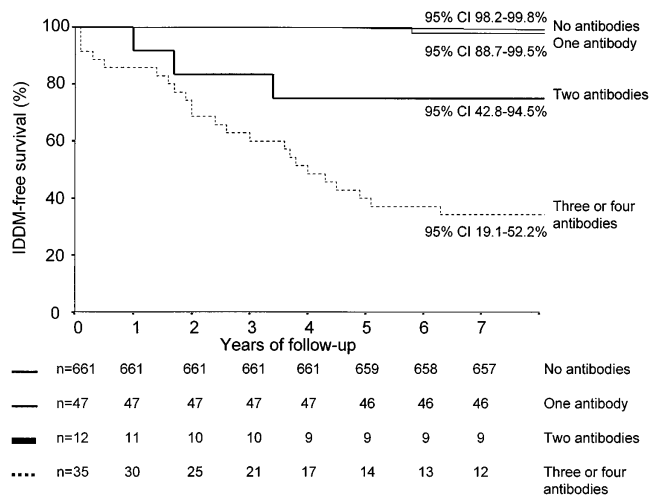 IDDM-free survival (%)
100
80
60
40
20
0
95% CI 98.2-99.8%
No antibodies
One antibody
95% CI 88.7-99.5%
Two antibodies
95% CI 42.8-94.5%
Three or four
antibodies
95% CI 19.1-52.2%
0 1 2 3 4 5 6 7
Years of follow-up
n=661 661 661 661 661 659 658 657 No antibodies
n=47 47 47 47 47 46 46 46 One antibody
n=12 11 10 10 9 9 9 9 Two antibodies
n=35 30 25 21 17 14 13 12 Three or four
antibodies